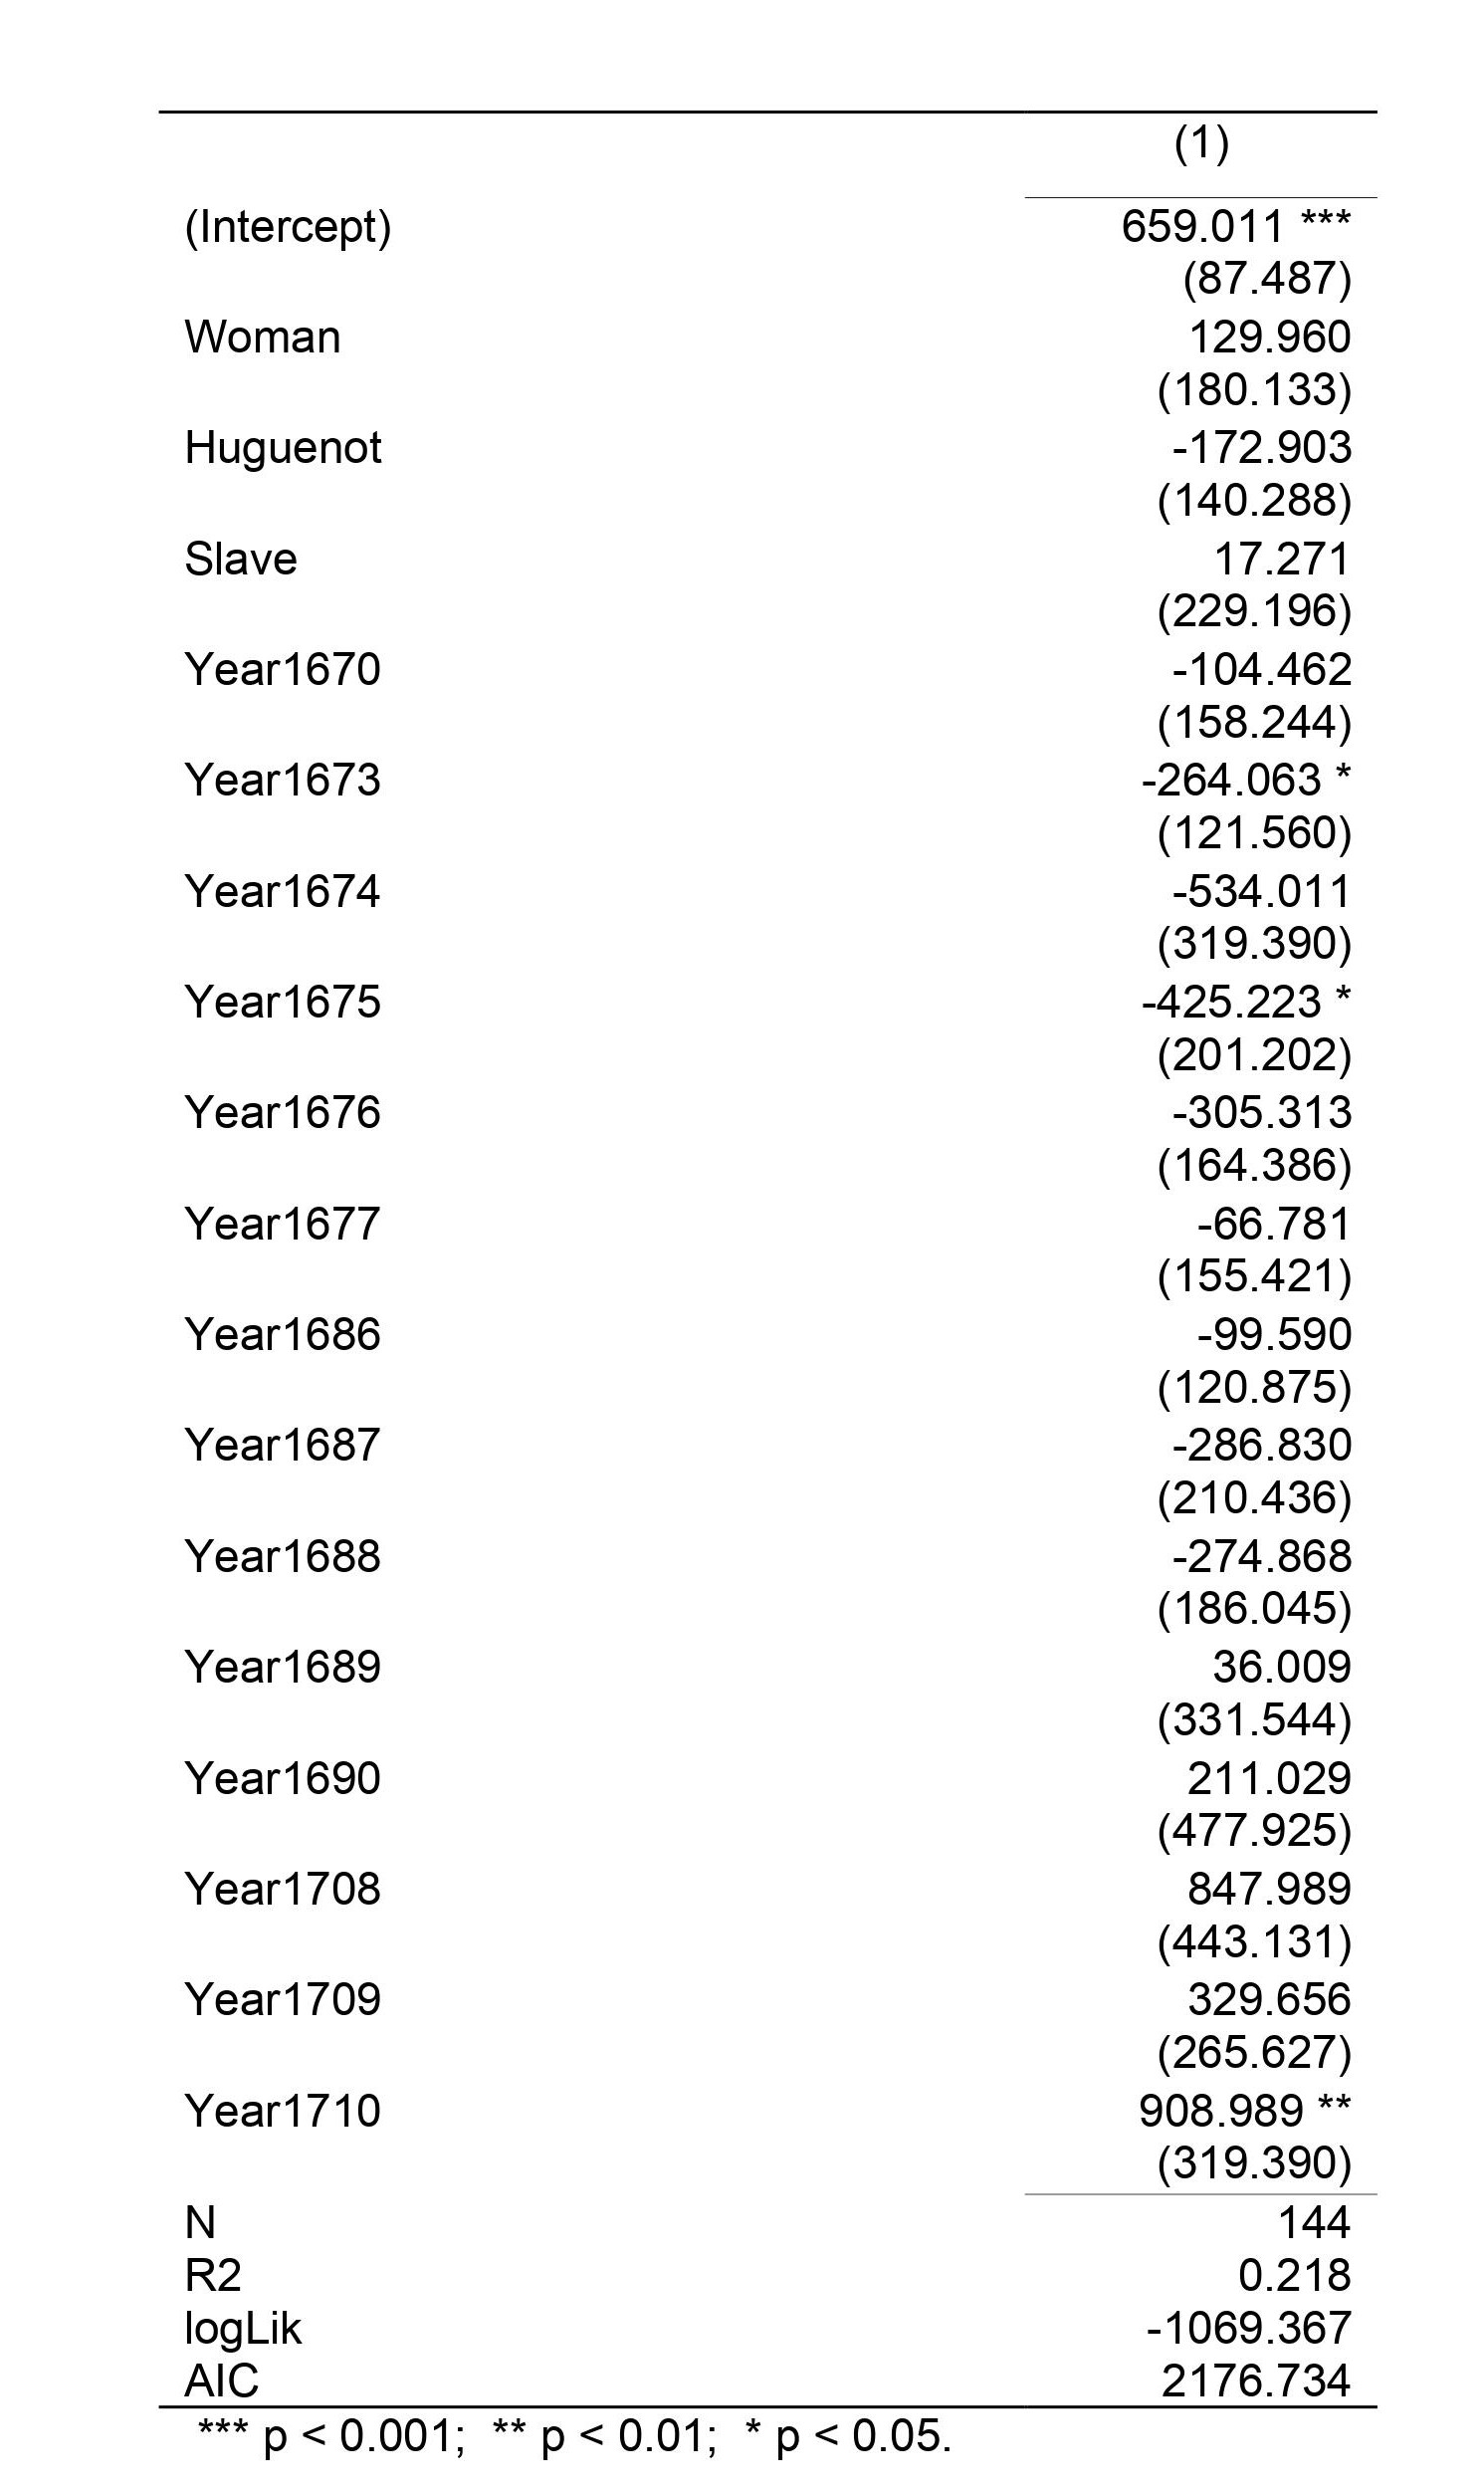 (1)
(Intercept) 659.011 ***
(87.487)
Woman 129.960
(180.133)
Huguenot -172.903
(140.288)
Slave 17.271
(229.196)
Year1670 -104.462
(158.244)
Year1673 -264.063 *
(121.560)
Year1674 -534.011
(319.390)
Year1675 -425.223 *
(201.202)
Year1676 -305.313
(164.386)
Year1677 -66.781
(155.421)
Year1686 -99.590
(120.875)
Year1687 -286.830
(210.436)
Year1688 -274.868
(186.045)
Year1689 36.009
(331.544)
Year1690 211.029
(477.925)
Year1708 847.989
(443.131)
Year1709 329.656
(265.627)
Year1710 908.989 **
(319.390)
N 144
R2 0.218
logLik -1069.367
AIC 2176.734
*** p < 0.001; ** p < 0.01; * p < 0.05.